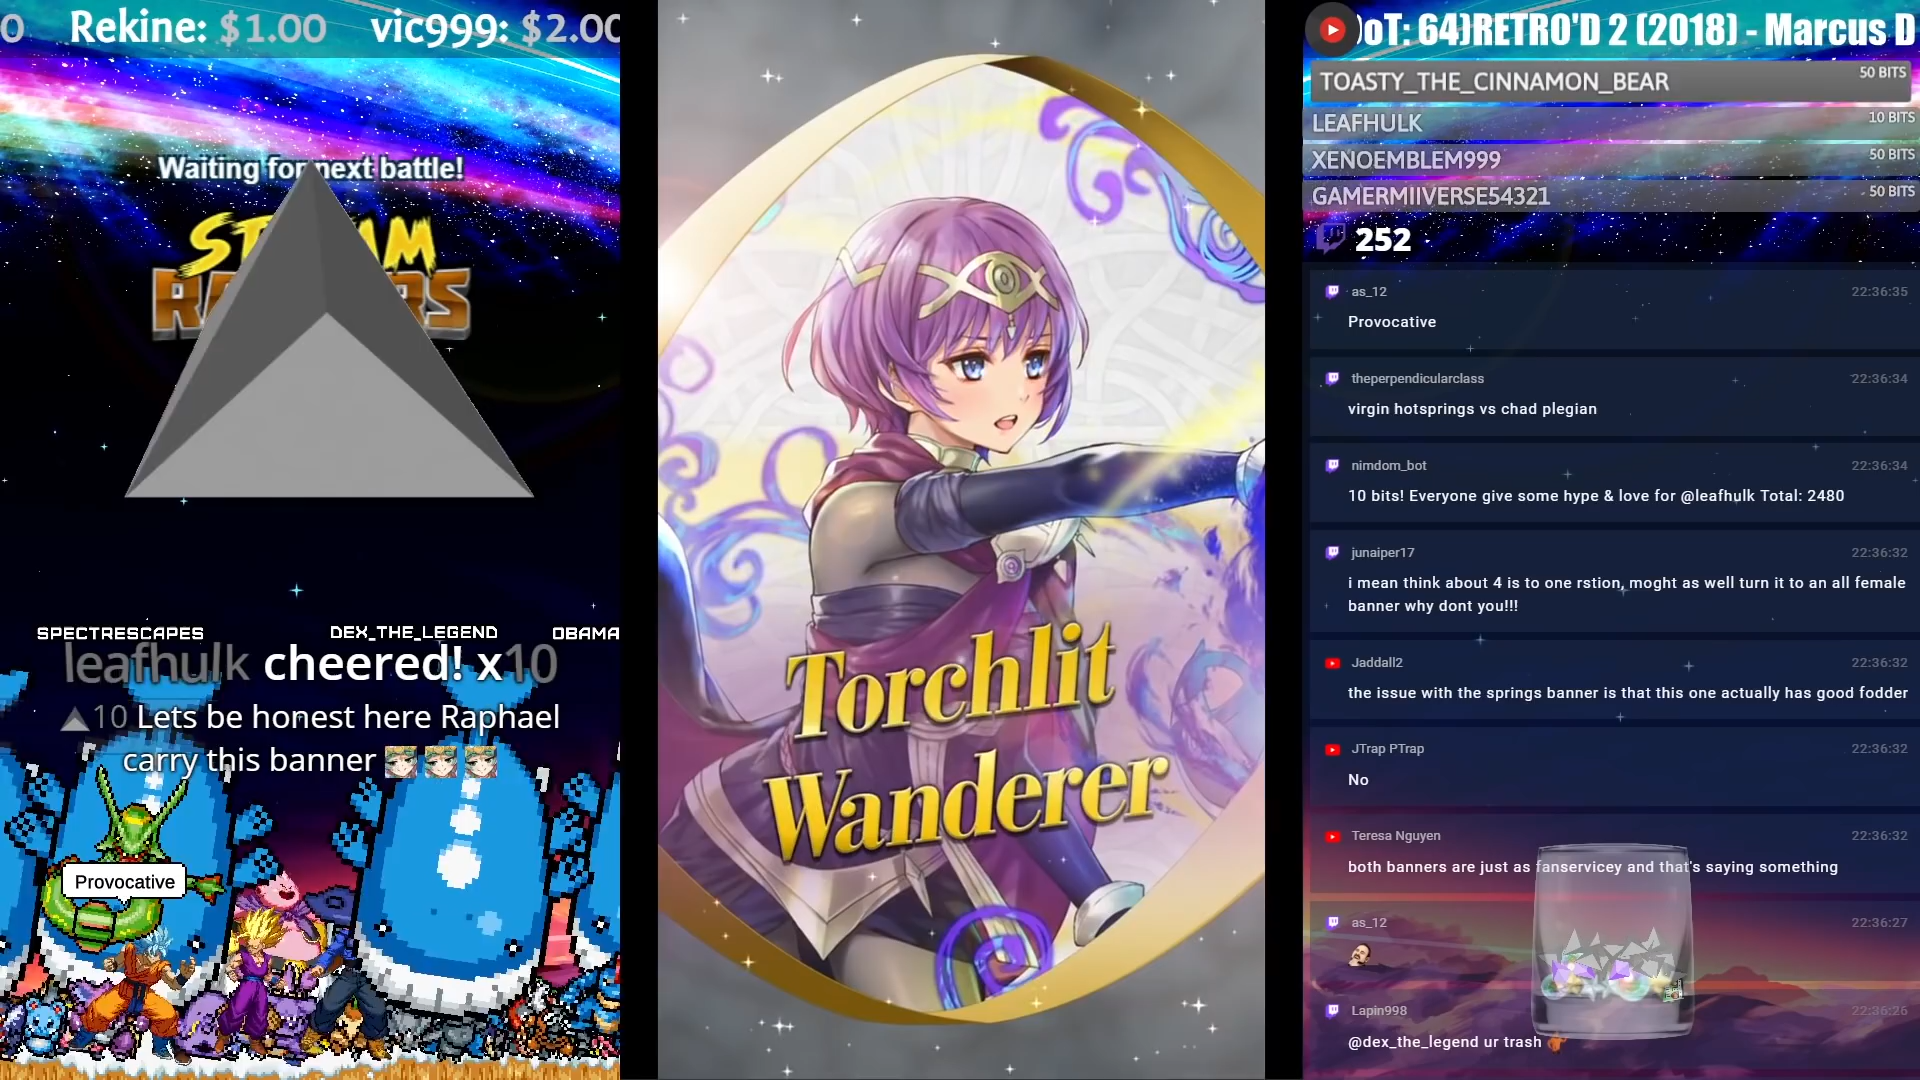 0 Rekine: $1.00 vic999: $2.00
Waiting for next battle!
SPECTRESCAPES DEX_THE_LEGEND OBAMA
leafhulk cheered! x10
10 Lets be honest here Raphael
carry this banner
Provocative
Torchlit
Wanderer
oT: 64)RETRO'D 2 (2018) - Marcus D
TOASTY_THE_CINNAMON_BEAR 50 BITS
LEAFHULK 10 BITS
XENOEMBLEM999 50 BITS
GAMERMIIVERSE54321 50 BITS
252
as_12 22:36:35
Provocative
theperpendicularclass 22:36:34
virgin hotsprings vs chad plegian
nimdom_bot 22:36:34
10 bits! Everyone give some hype & love for @leafhulk Total: 2480
junaiper17 22:36:32
i mean think about 4 is to one rstion, moght as well turn it to an all female
banner why dont you!!!
Jaddall2 22:36:32
the issue with the springs banner is that this one actually has good fodder
JTrap PTrap 22:36:32
No
Teresa Nguyen 22:36:32
both banners are just as fanservicey and that's saying something
as_12 22:36:27
Lapin998 22:36:26
@dex_the_legend ur trash